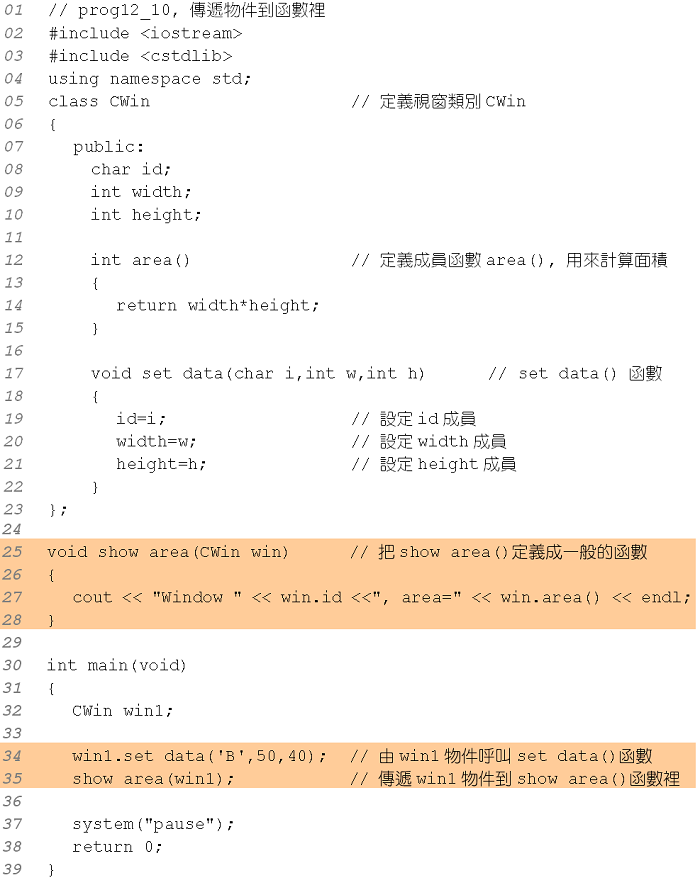 01 // prog12_10, 傳遞物件到函數裡
02 #include <iostream>
03 #include <cstdlib>
04 using namespace std;
05 class CWin // 定義視窗類別 CWin
06 {
07 public:
08 char id;
09 int width;
10 int height;
11
12 int area() // 定義成員函數 area(), 用來計算面積
13 {
14 return width*height;
15 }
16
17 void set data(char i,int w,int h) // set data() 函數
18 {
19 id=i; // 設定 id 成員
20 width=w; // 設定 width 成員
21 height=h; // 設定 height 成員
22 }
23 };
24
25 void show area(CWin win) // 把 show area()定義成一般的函數
26 {
27 cout << "Window " << win.id <<", area=" << win.area() << endl;
28 }
29
30 int main(void)
31 {
32 CWin win1;
33
34 win1.set data('B',50,40); // 由 win1 物件呼叫 set data()函數
35 show area(win1); // 傳遞 win1 物件到 show area()函數裡
36
37 system("pause");
38 return 0;
39 }